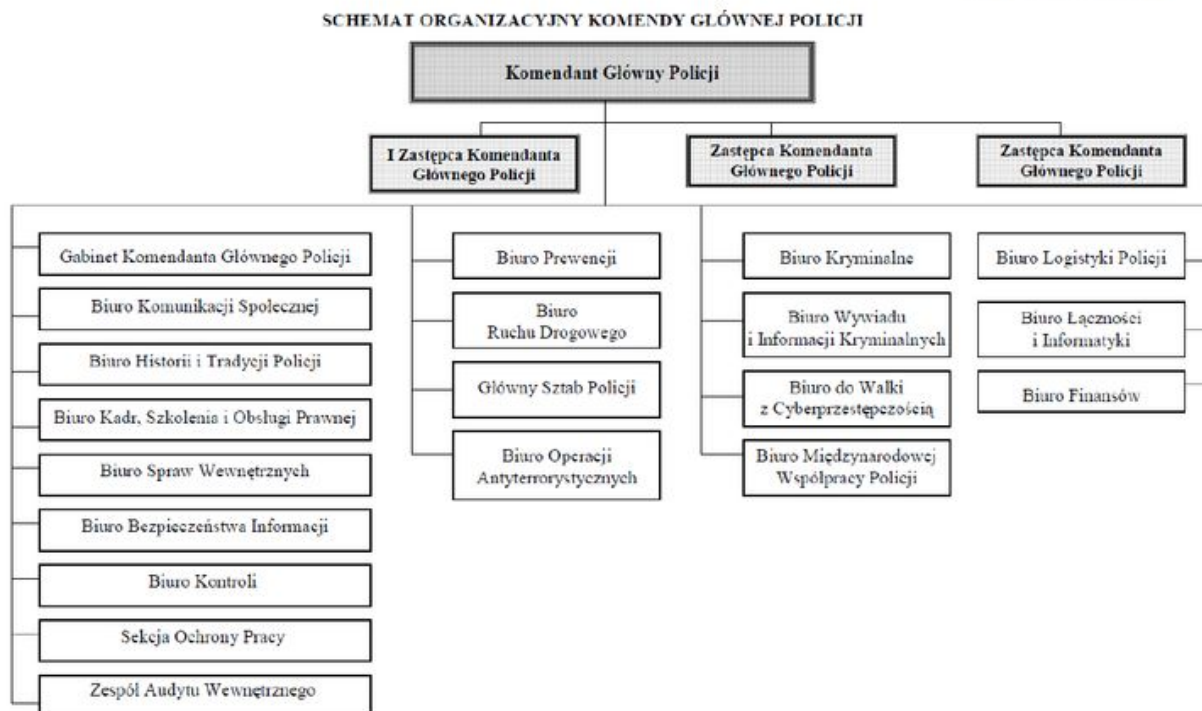 SCHEMAT ORGANIZACYJNY KOMENDY GŁÓWNEJ POLICJI
Komendant Główny Policji
I Zastępca Komendanta
Głównego Policji
Zastępca Komendanta
Głównego Policji
Zastępca Komendanta
Głównego Policji
Gabinet Komendanta Głównego Policji
Biuro Komunikacji Społecznej
Biuro Historii i Tradycji Policji
Biuro Kadr, Szkolenia i Obsługi Prawnej
Biuro Spraw Wewnętrznych
Biuro Bezpieczeństwa Informacji
Biuro Kontroli
Sekcja Ochrony Pracy
Zespół Audytu Wewnętrznego
Biuro Prewencji
Biuro
Ruchu Drogowego
Główny Sztab Policji
Biuro Operacji
Antyterrorystycznych
Biuro Kryminalne
Biuro Wywiadu
i Informacji Kryminalnych
Biuro do Walki
z Cyberprzestępczością
Biuro Międzynarodowej
Współpracy Policji
Biuro Logistyki Policji
Biuro Łączności
i Informatyki
Biuro Finansów